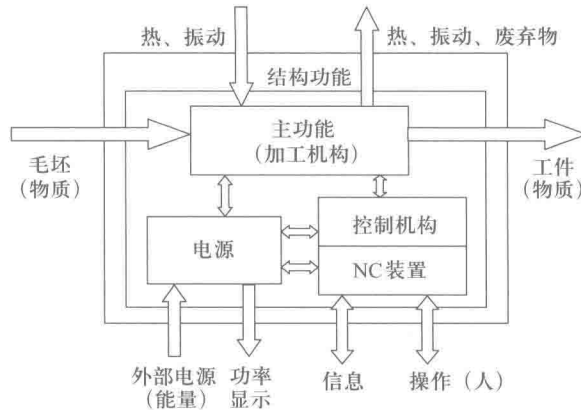 热、振动
热、振动、废弃物
结构功能
主功能
（加工机构）
毛坯
（物质）
工件
（物质）
控制机构
电源
NC装置
外部电源
（能量）
功率
显示
信息
操作（人）